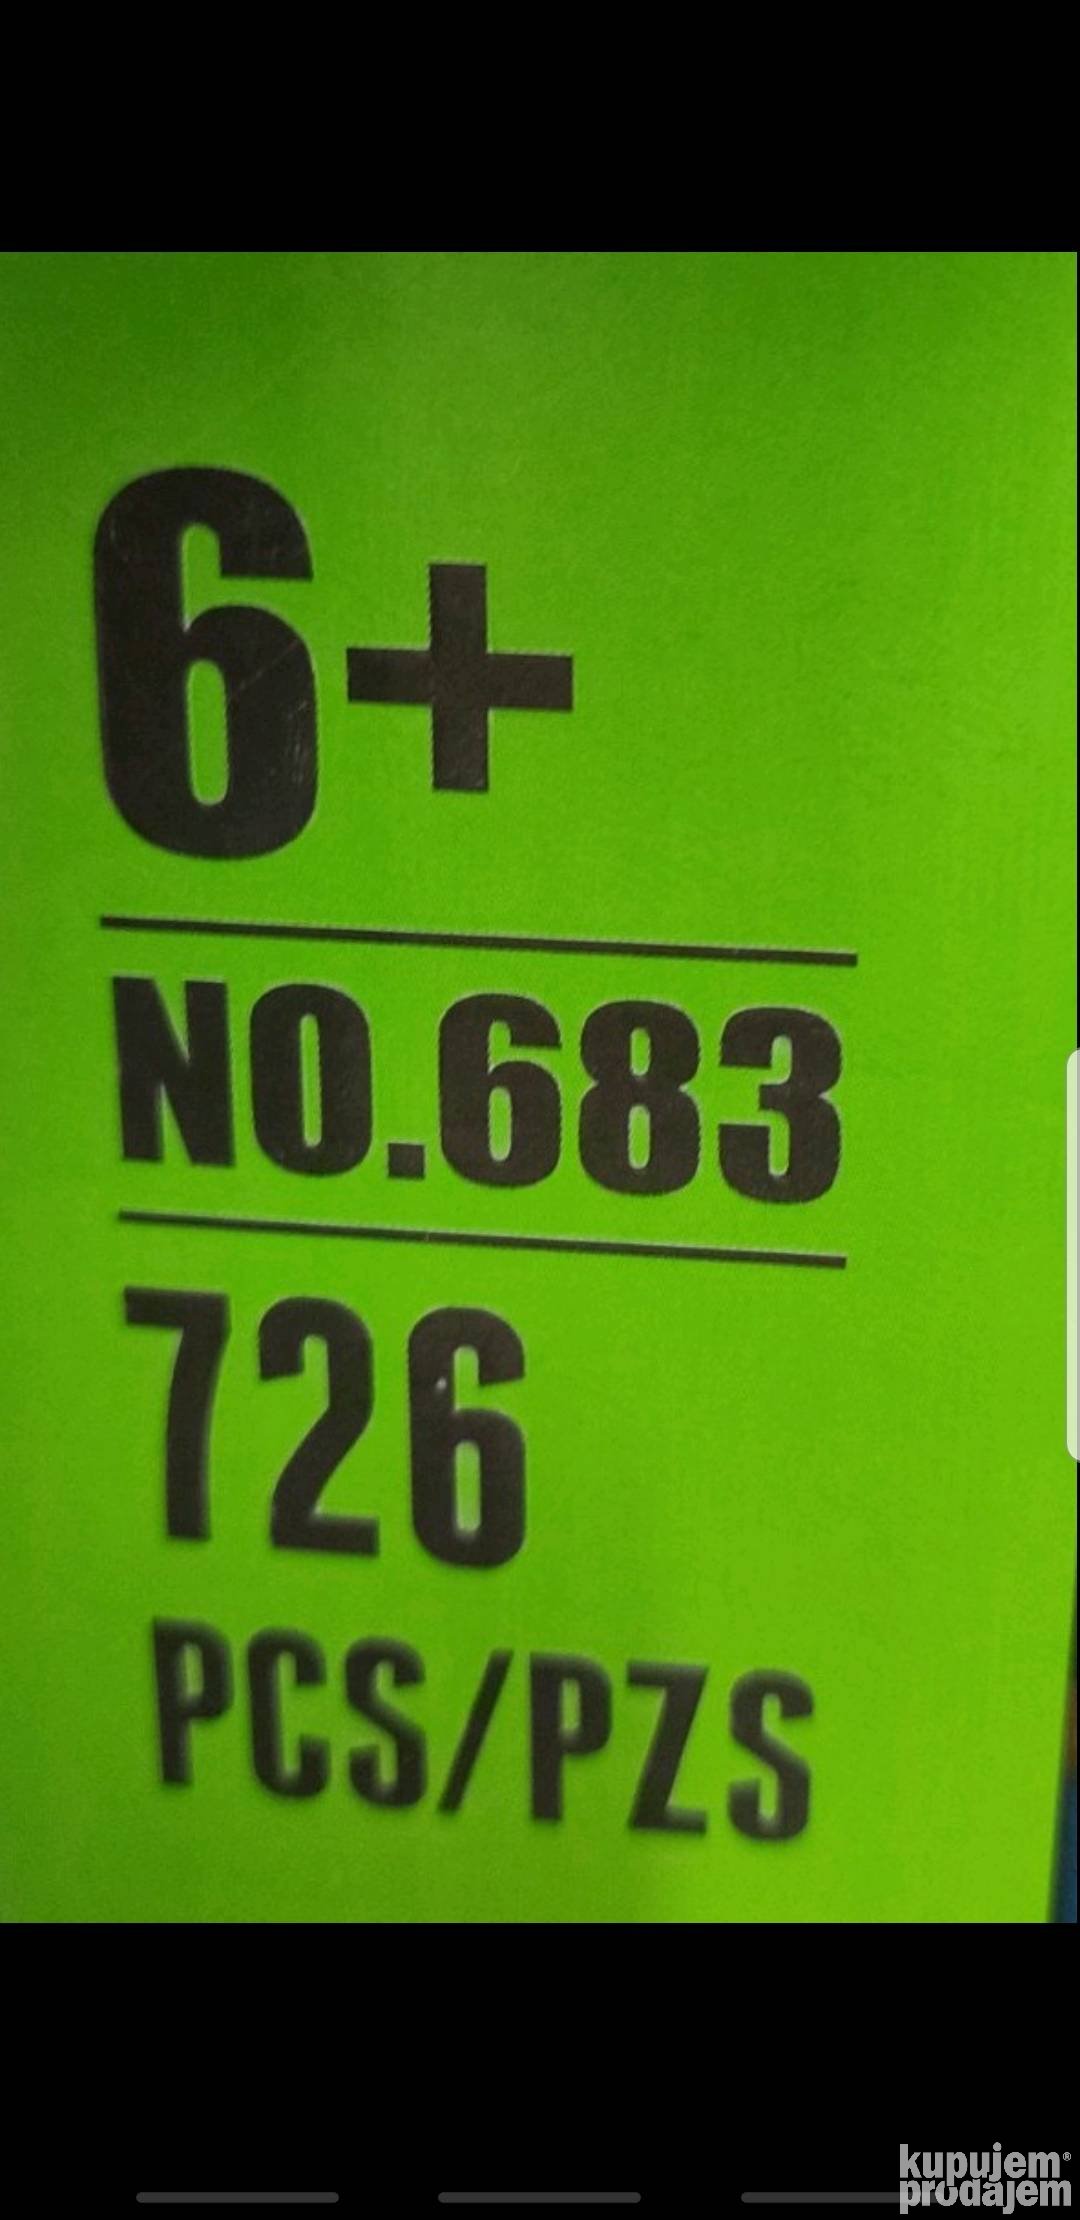 6+
NO.683
726
PCS/PZS
kupujem®
prodajem